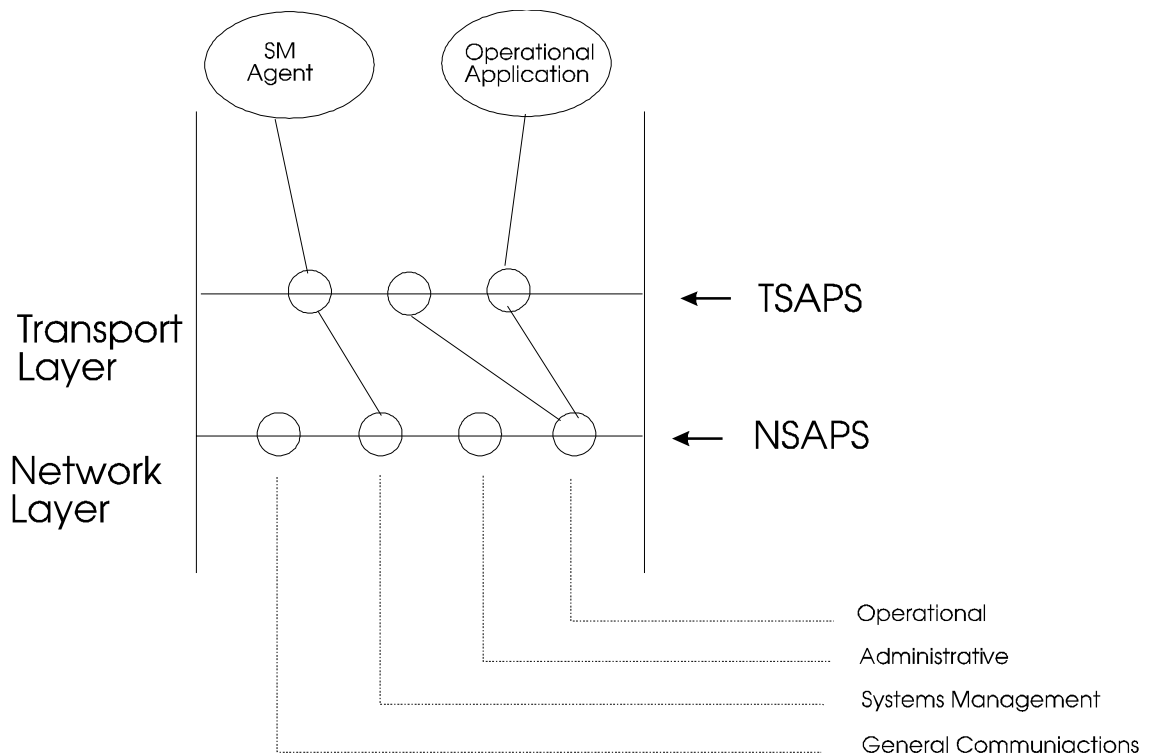 SM
Agent
Operational
Application
TSAPS
Transport
Layer
NSAPS
Network
Layer
Operational
Administrative
Systems Management
General Communiactions